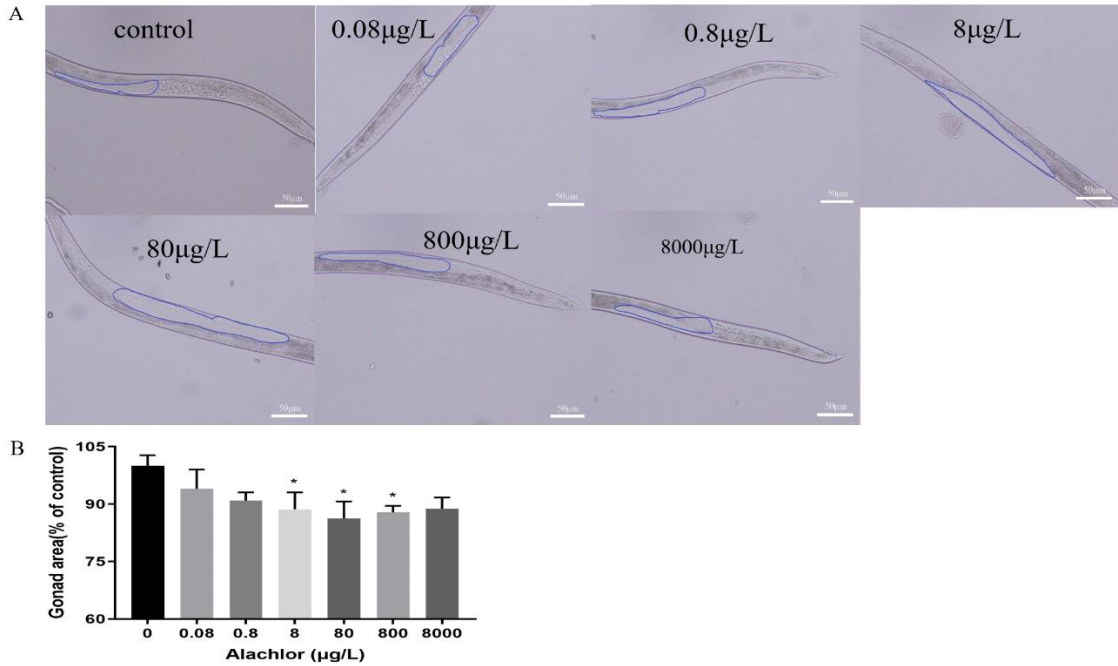 A
control
0.08µg/L
0.8µg/L
8µg/L
50µm
50µm
50µm
50µm
80µg/L
800µg/L
8000µg/L
50µm
50µm
50µm
B
Gonad area(% of control)
105
90
75
60
* * *
0 0.08 0.8 8 80 800 8000
Alachlor (µg/L)